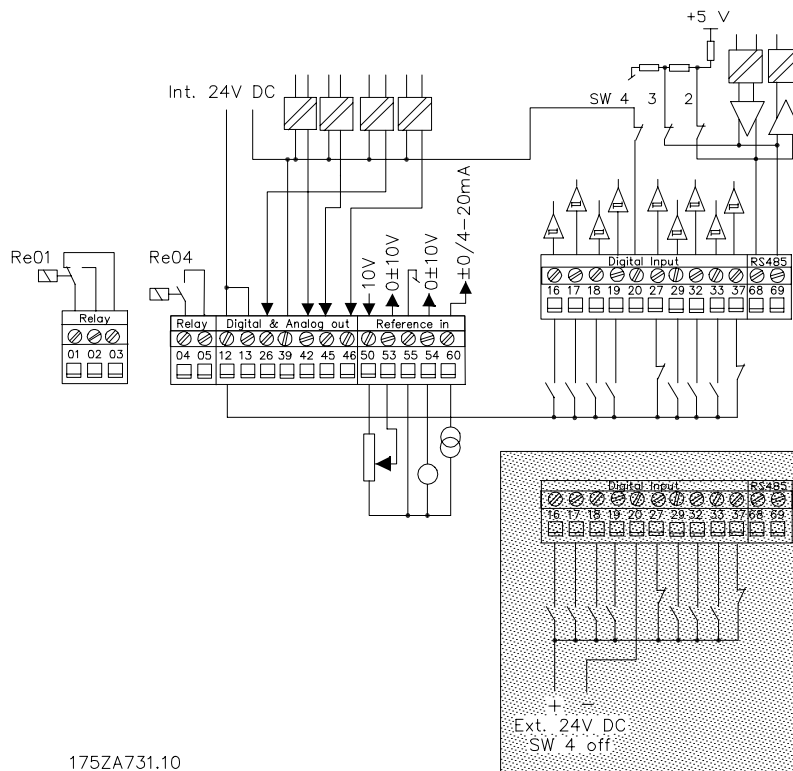 +5 V
Int. 24V DC
SW 4 3 2
10V
0±10V
0±10V
±0/4-20mA
Re01
Re04
Digital Input RS485
16 17 18 19 20 27 29 32 33 37 68 69
Relay
01 02 03
Relay Digital & Analog out Reference in
04 05 12 13 26 39 42 45 46 50 53 55 54 60
Digital Input RS485
16 17 18 19 20 27 29 32 33 37 68 69
+ −
Ext. 24V DC
SW 4 off
175ZA731.10